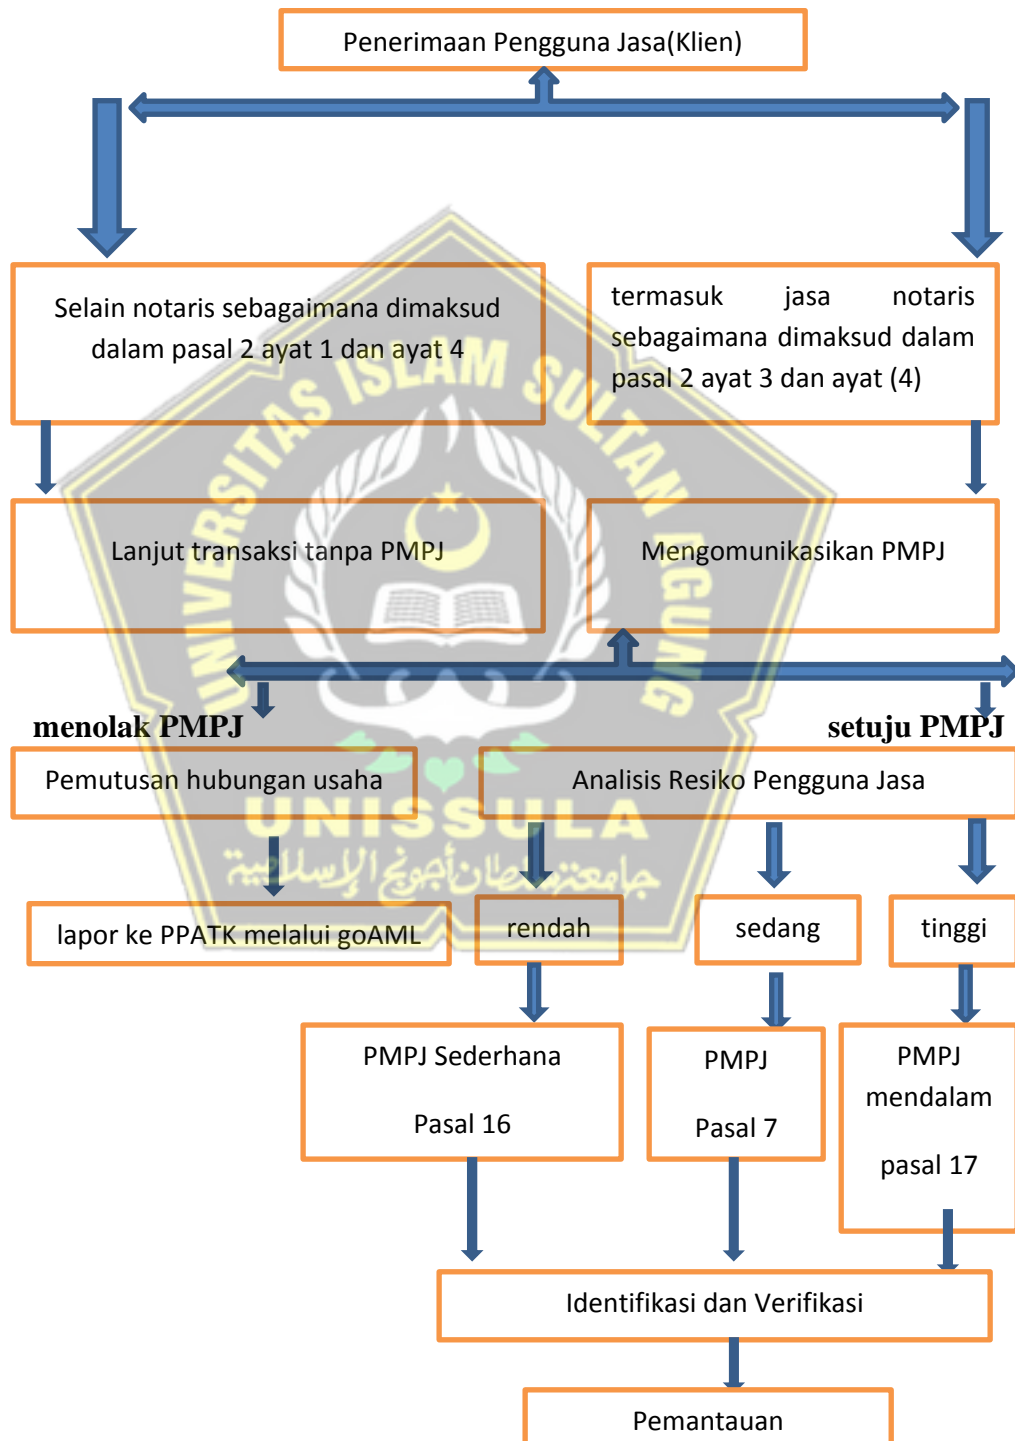 Penerimaan Pengguna Jasa(Klien)
Selain notaris sebagaimana dimaksud
dalam pasal 2 ayat 1 dan ayat 4
termasuk jasa notaris
sebagaimana dimaksud dalam
pasal 2 ayat 3 dan ayat (4)
UNIVERSITAS ISLAM SULTAN AGUNG
Lanjut transaksi tanpa PMPJ
Mengomunikasikan PMPJ
menolak PMPJ
setuju PMPJ
Pemutusan hubungan usaha
Analisis Resiko Pengguna Jasa
UNISSULA
جامعة سلطان أجونج الإسلامية
lapor ke PPATK melalui goAML
rendah
sedang
tinggi
PMPJ Sederhana
Pasal 16
PMPJ
Pasal 7
PMPJ
mendalam
pasal 17
Identifikasi dan Verifikasi
Pemantauan